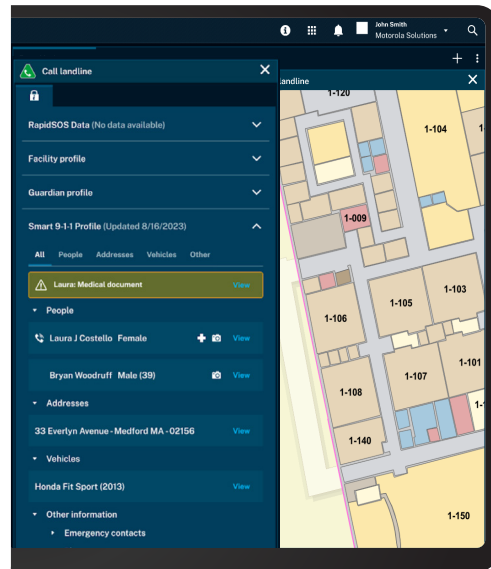 John Smith
Motorola Solutions
Call landline
landline
RapidSOS Data (No data available)
Facility profile
Guardian profile
Smart 9-1-1 Profile (Updated 8/16/2023)
All People Addresses Vehicles Other
Laura: Medical document View
People
Laura J Costello Female View
Bryan Woodruff Male (39) View
Addresses
33 Everlyn Avenue - Medford MA - 02156 View
Vehicles
Honda Fit Sport (2013) View
Other information
Emergency contacts
1-120
1-104
1-009
1-103
1-105
1-106
1-101
1-107
1-108
1-140
1-150